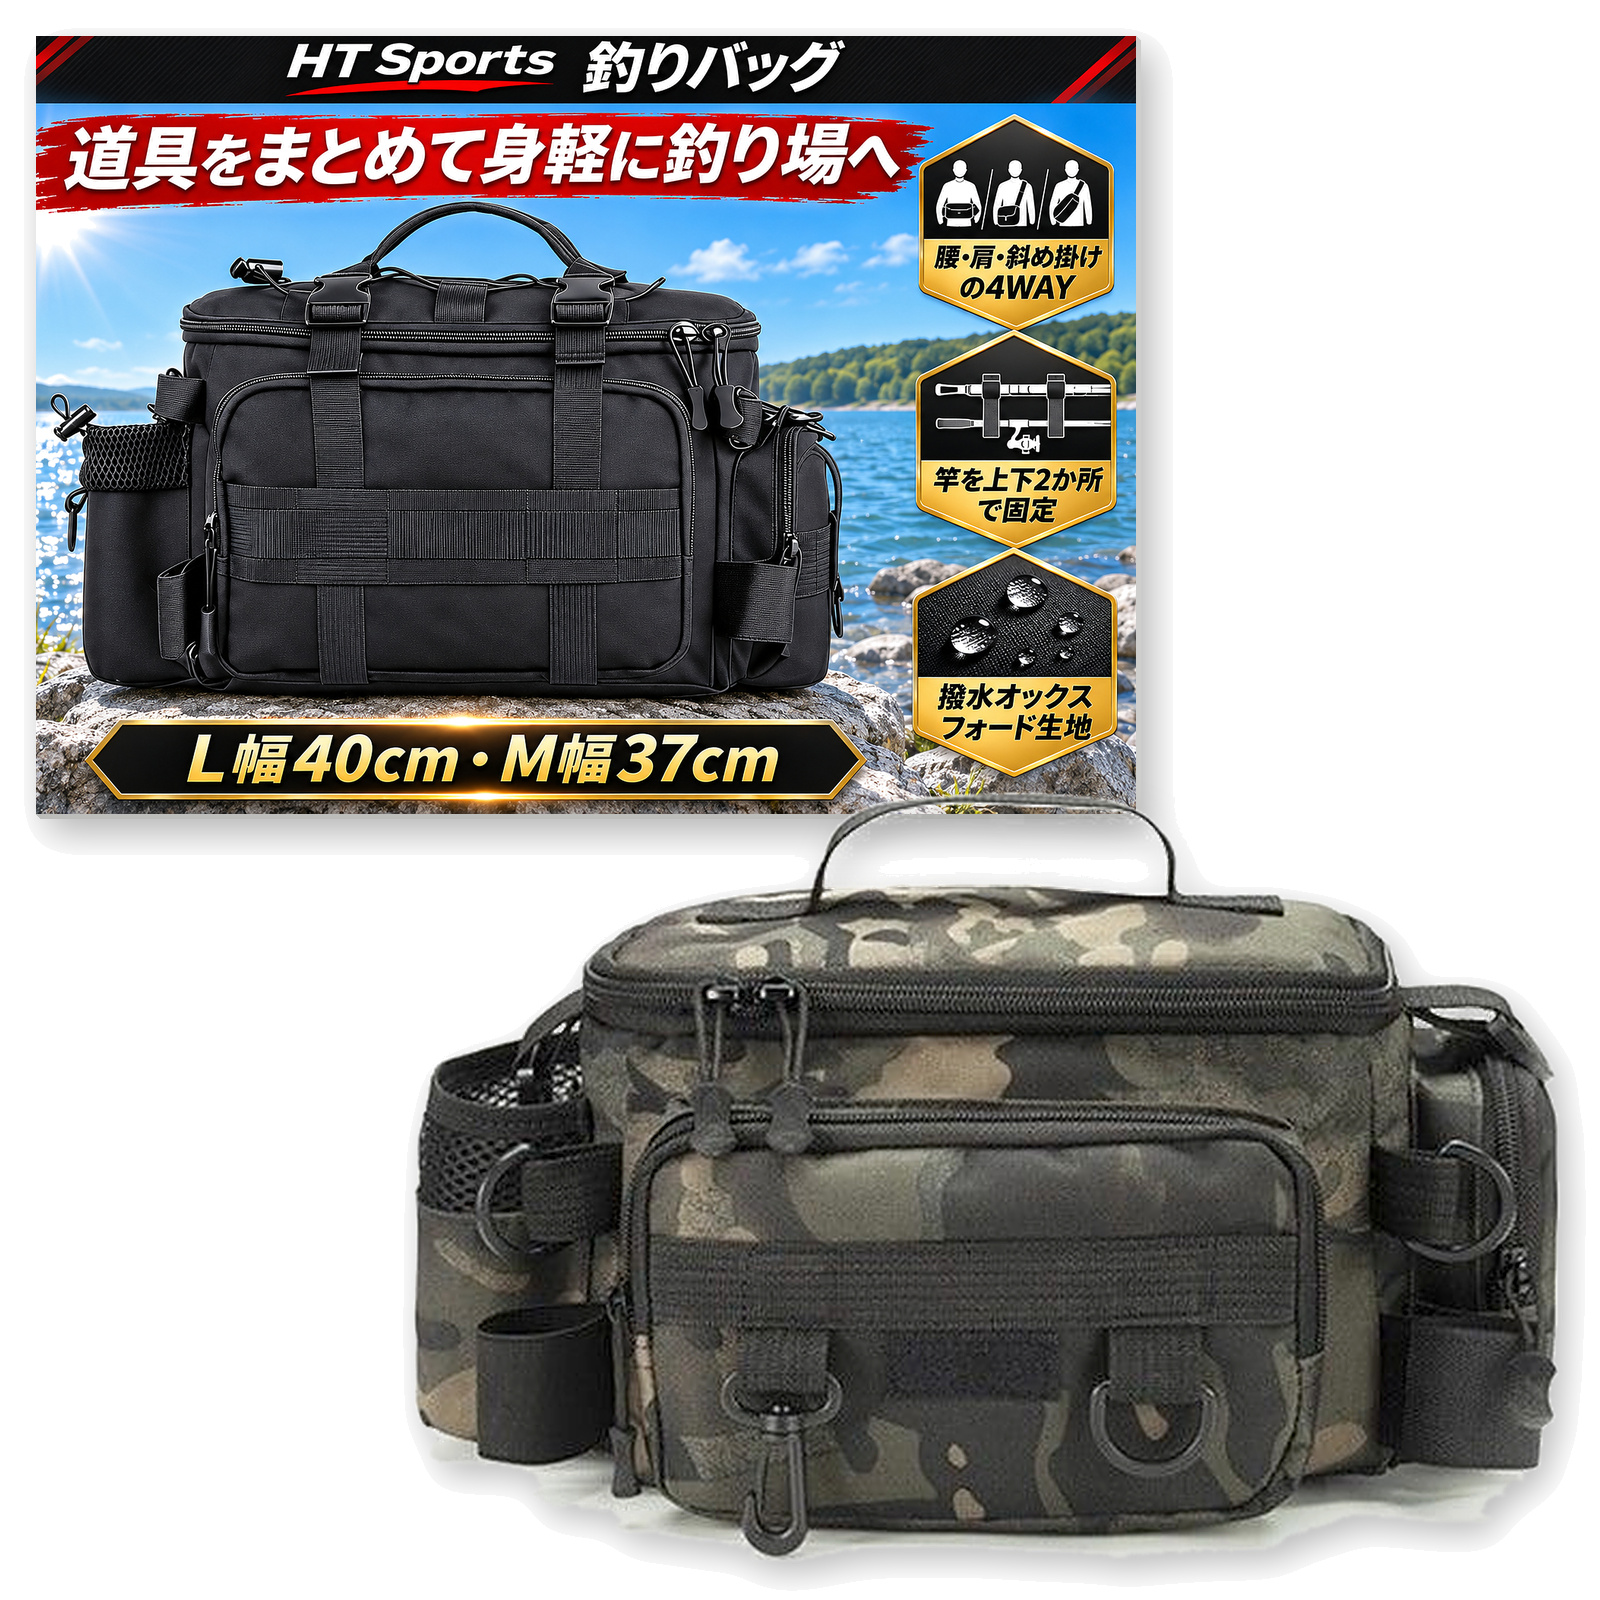 HT Sports 釣りバッグ
道具をまとめて身軽に釣り場へ
腰・肩・斜め掛け
の4WAY
竿を上下2か所
で固定
撥水オックス
フォード生地
L幅40cm・M幅37cm